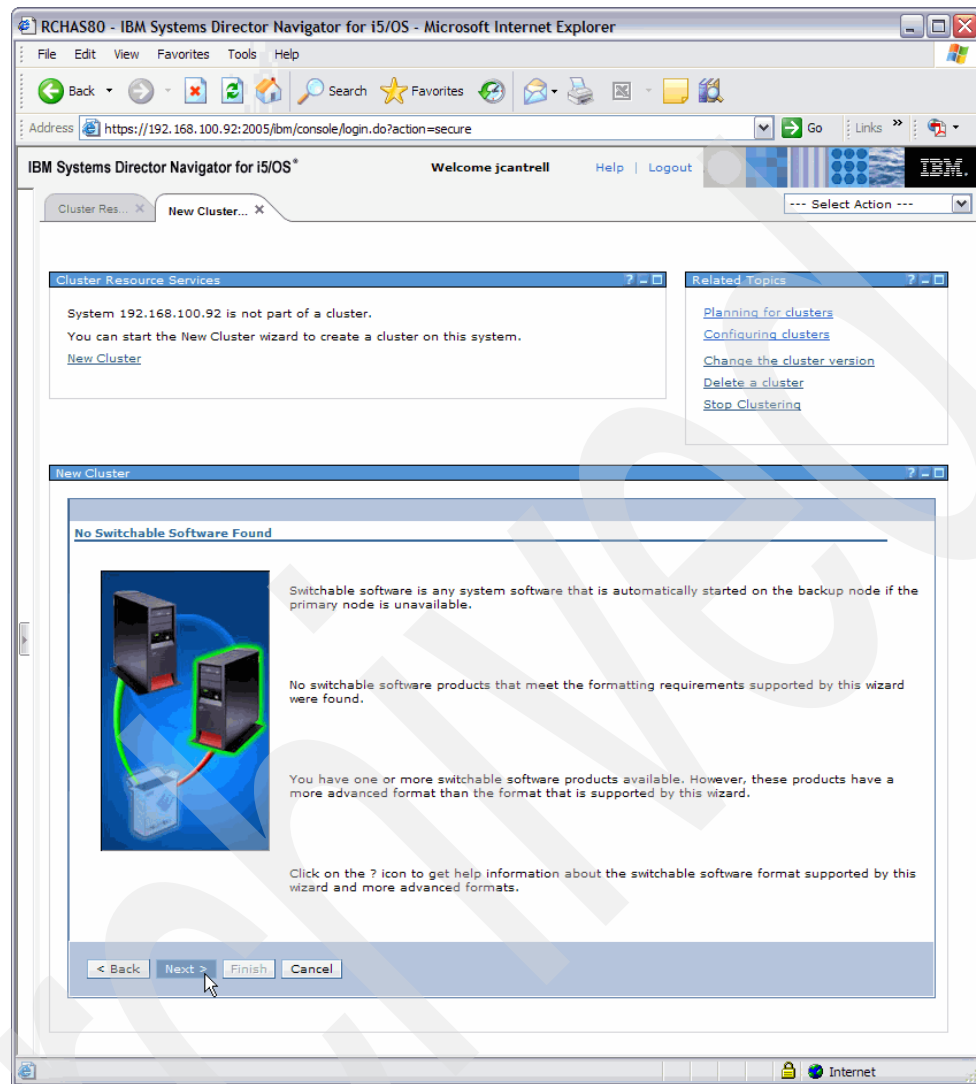 RCHAS80 - IBM Systems Director Navigator for i5/OS - Microsoft Internet Explorer
File Edit View Favorites Tools Help
Back Search Favorites
Address https://192.168.100.92:2005/ibm/console/login.do?action=secure Go Links »
IBM Systems Director Navigator for i5/OS® Welcome jcantrell Help | Logout IBM.
Cluster Res... New Cluster... --- Select Action ---
Cluster Resource Services
System 192.168.100.92 is not part of a cluster.
You can start the New Cluster wizard to create a cluster on this system.
New Cluster
Related Topics
Planning for clusters
Configuring clusters
Change the cluster version
Delete a cluster
Stop Clustering
New Cluster
No Switchable Software Found
Switchable software is any system software that is automatically started on the backup node if the
primary node is unavailable.
No switchable software products that meet the formatting requirements supported by this wizard
were found.
You have one or more switchable software products available. However, these products have a
more advanced format than the format that is supported by this wizard.
Click on the ? icon to get help information about the switchable software format supported by this
wizard and more advanced formats.
< Back Next > Finish Cancel
Internet